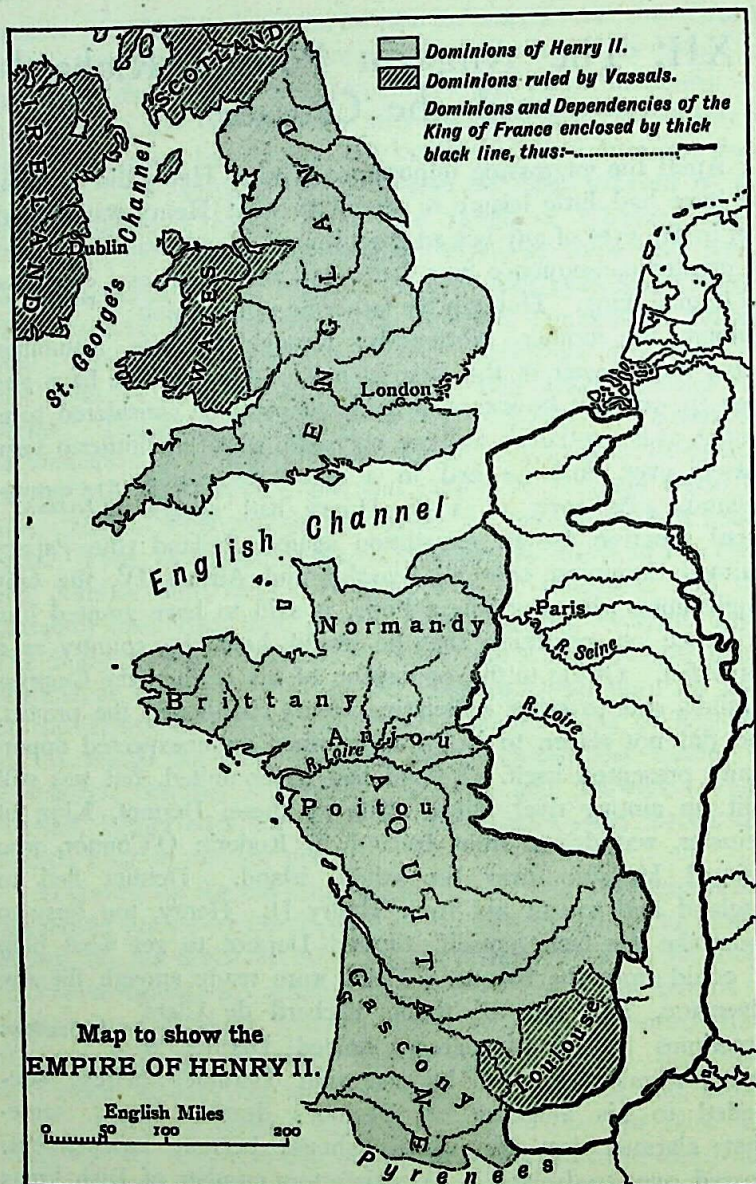 Dominions of Henry II.
Dominions ruled by Vassals.
Dominions and Dependencies of the
King of France enclosed by thick
black line, thus:-
SCOTLAND
IRELAND
Dublin
St. George's Channel
WALES
ENGLAND
London
English Channel
Normandy
Paris
R. Seine
Brittany
Anjou
R. Loire
R. Loire
Poitou
AQUITAINE
Gascony
Toulouse
Pyrenees
Map to show the
EMPIRE OF HENRY II.
English Miles
0 50 100 200